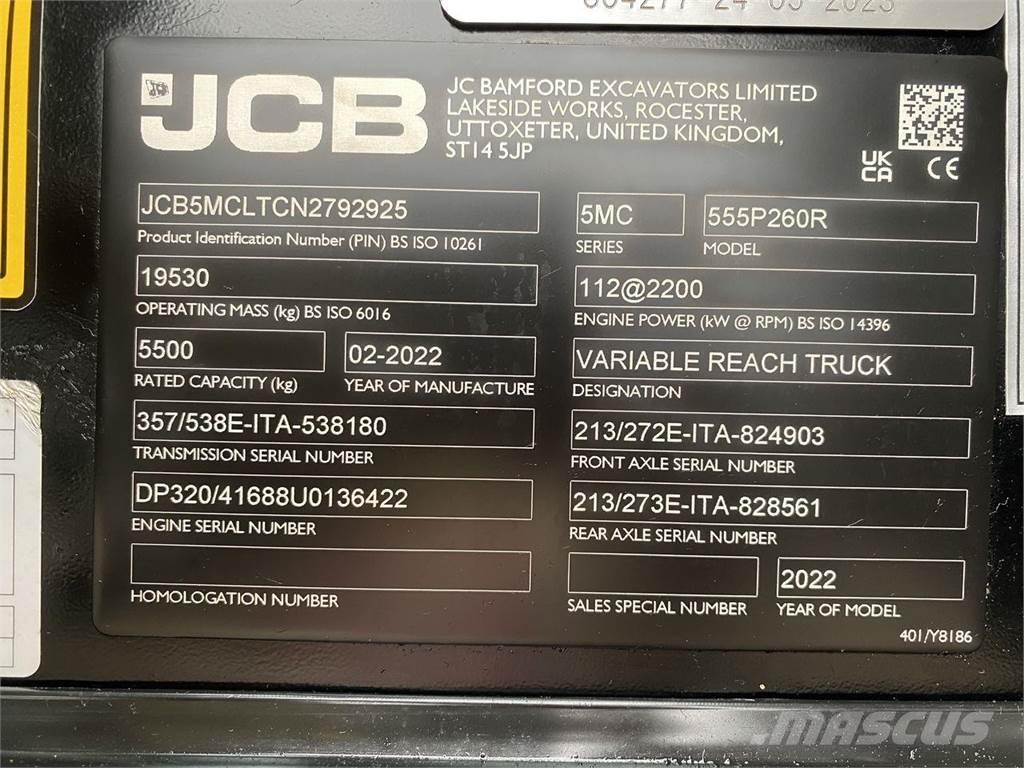 24 05 2023
JCB
JC BAMFORD EXCAVATORS LIMITED
LAKESIDE WORKS, ROCESTER,
UTTOXETER, UNITED KINGDOM,
ST14 5JP
UK
CA
CE
JCB5MCLTCN2792925
Product Identification Number (PIN) BS ISO 10261
5MC
SERIES
555P260R
MODEL
19530
OPERATING MASS (kg) BS ISO 6016
112@2200
ENGINE POWER (kW @ RPM) BS ISO 14396
5500
RATED CAPACITY (kg)
02-2022
YEAR OF MANUFACTURE
VARIABLE REACH TRUCK
DESIGNATION
357/538E-ITA-538180
TRANSMISSION SERIAL NUMBER
213/272E-ITA-824903
FRONT AXLE SERIAL NUMBER
DP320/41688U0136422
ENGINE SERIAL NUMBER
213/273E-ITA-828561
REAR AXLE SERIAL NUMBER
HOMOLOGATION NUMBER
SALES SPECIAL NUMBER
2022
YEAR OF MODEL
401/Y8186
MASCUS